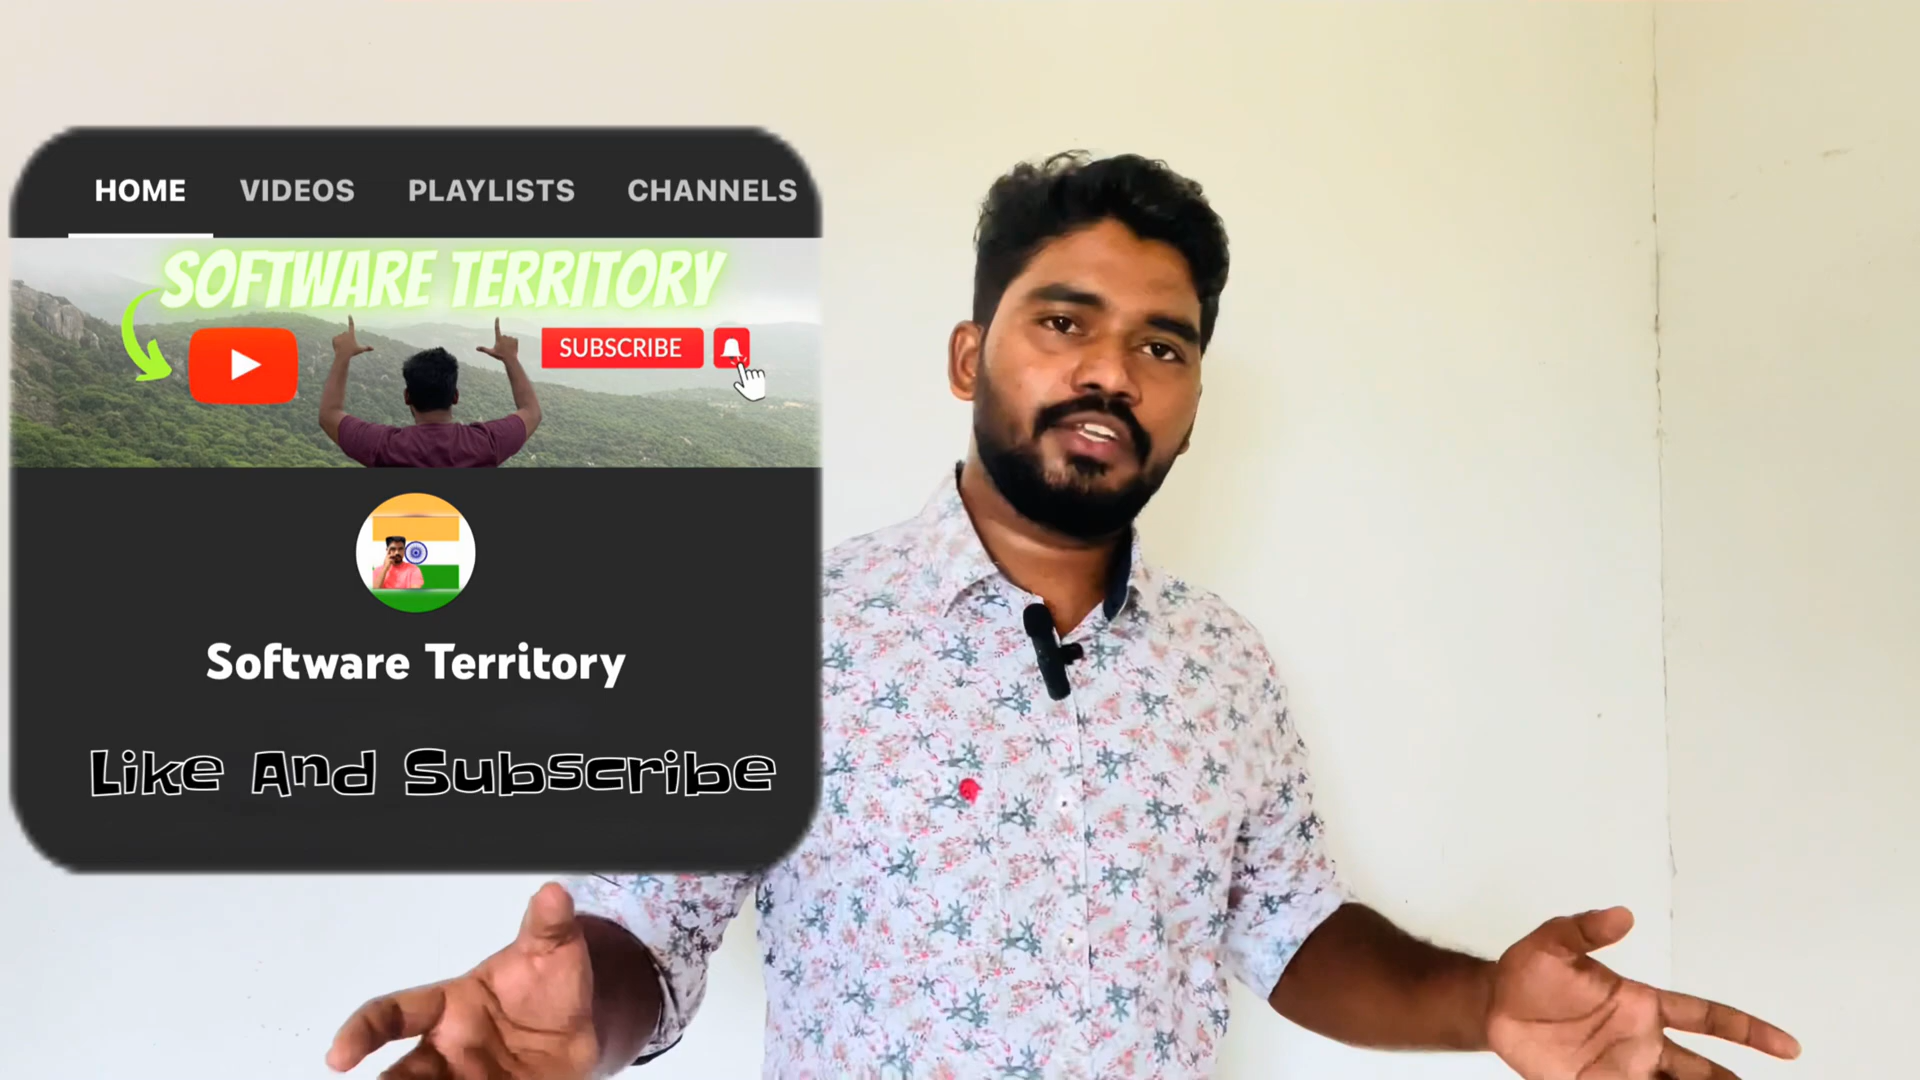 HOME VIDEOS PLAYLISTS CHANNELS
SOFTWARE TERRITORY
SUBSCRIBE
Software Territory
Like And Subscribe